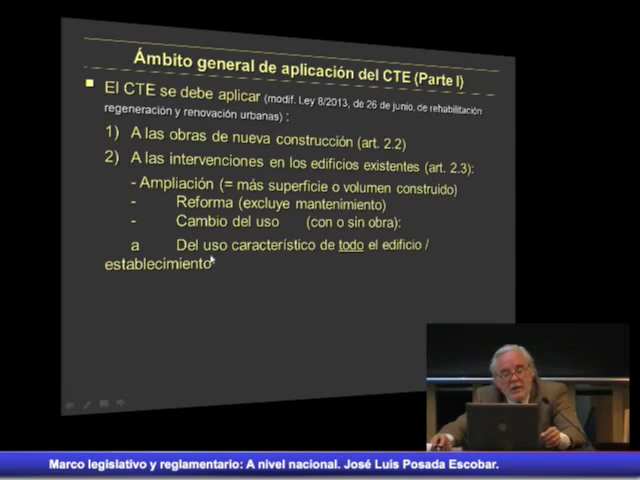 Ámbito general de aplicación del CTE (Parte I)
▪ El CTE se debe aplicar (modif. Ley 8/2013, de 26 de junio, de rehabilitación
regeneración y renovación urbanas) :
1) A las obras de nueva construcción (art. 2.2)
2) A las intervenciones en los edificios existentes (art. 2.3):
- Ampliación (= más superficie o volumen construido)
- Reforma (excluye mantenimiento)
- Cambio del uso (con o sin obra):
a Del uso característico de todo el edificio /
establecimiento
Marco legislativo y reglamentario: A nivel nacional. José Luis Posada Escobar.